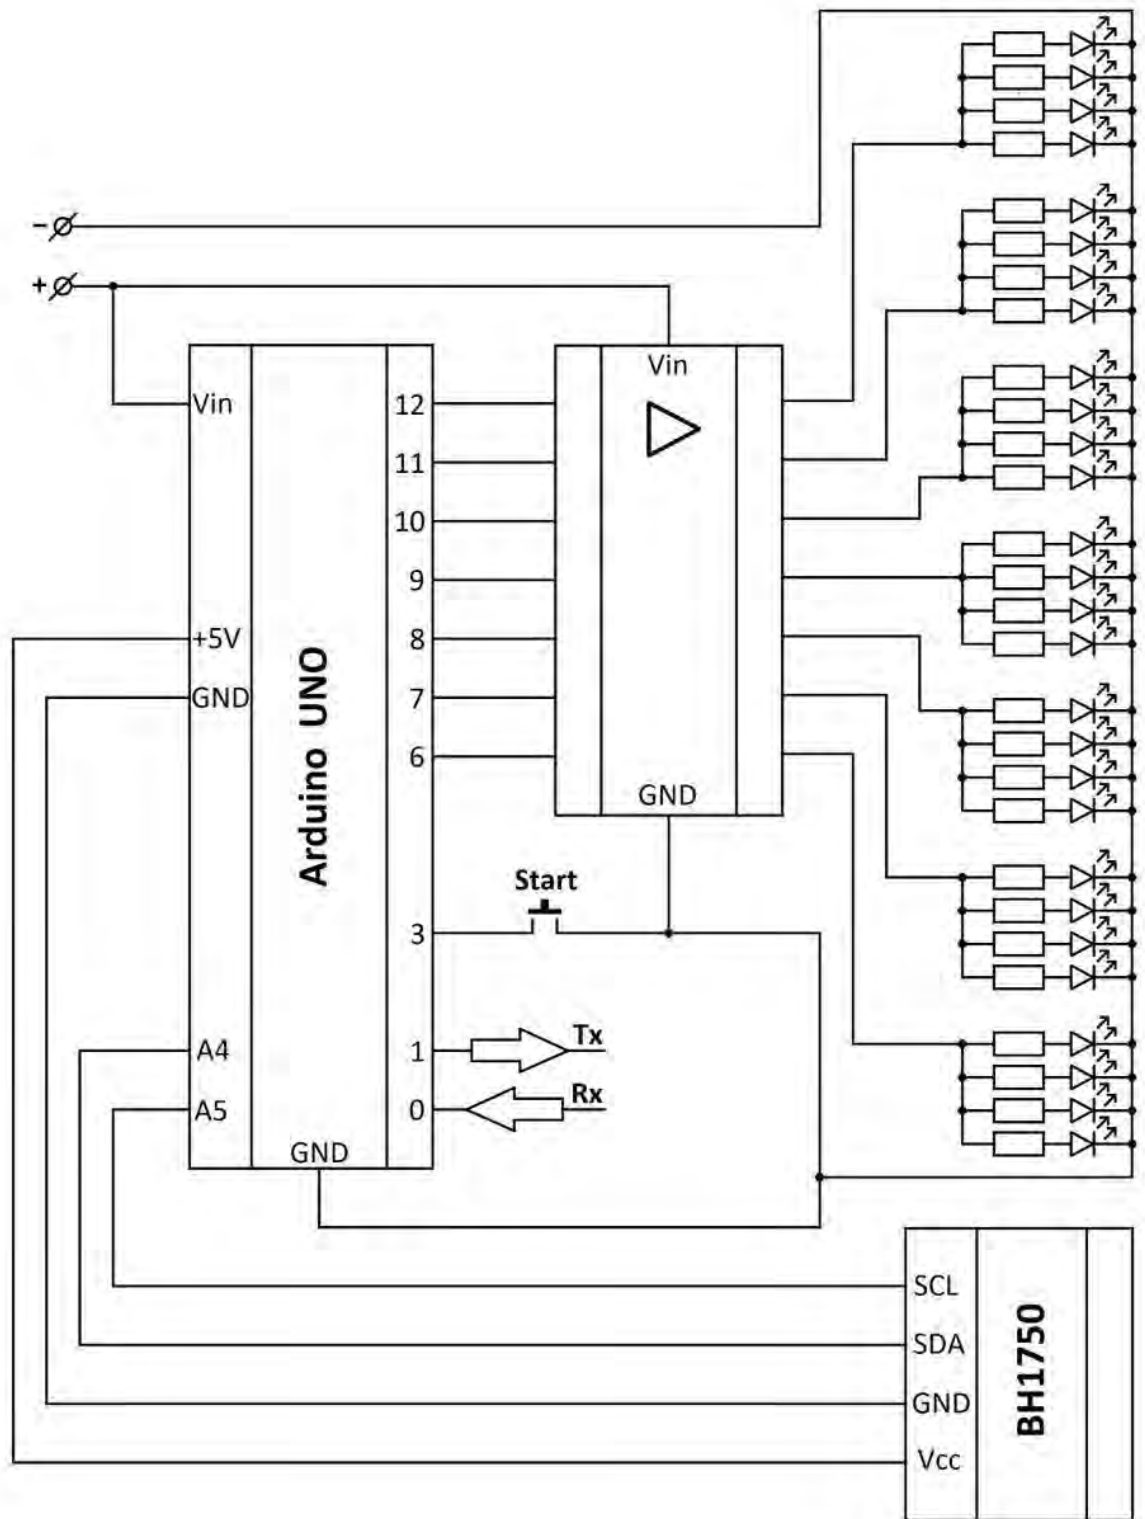 −
+
Vin
+5V
GND
A4
A5
GND
Arduino UNO
12
11
10
9
8
7
6
3
1
0
Vin
GND
Start
Tx
Rx
SCL
SDA
GND
Vcc
BH1750